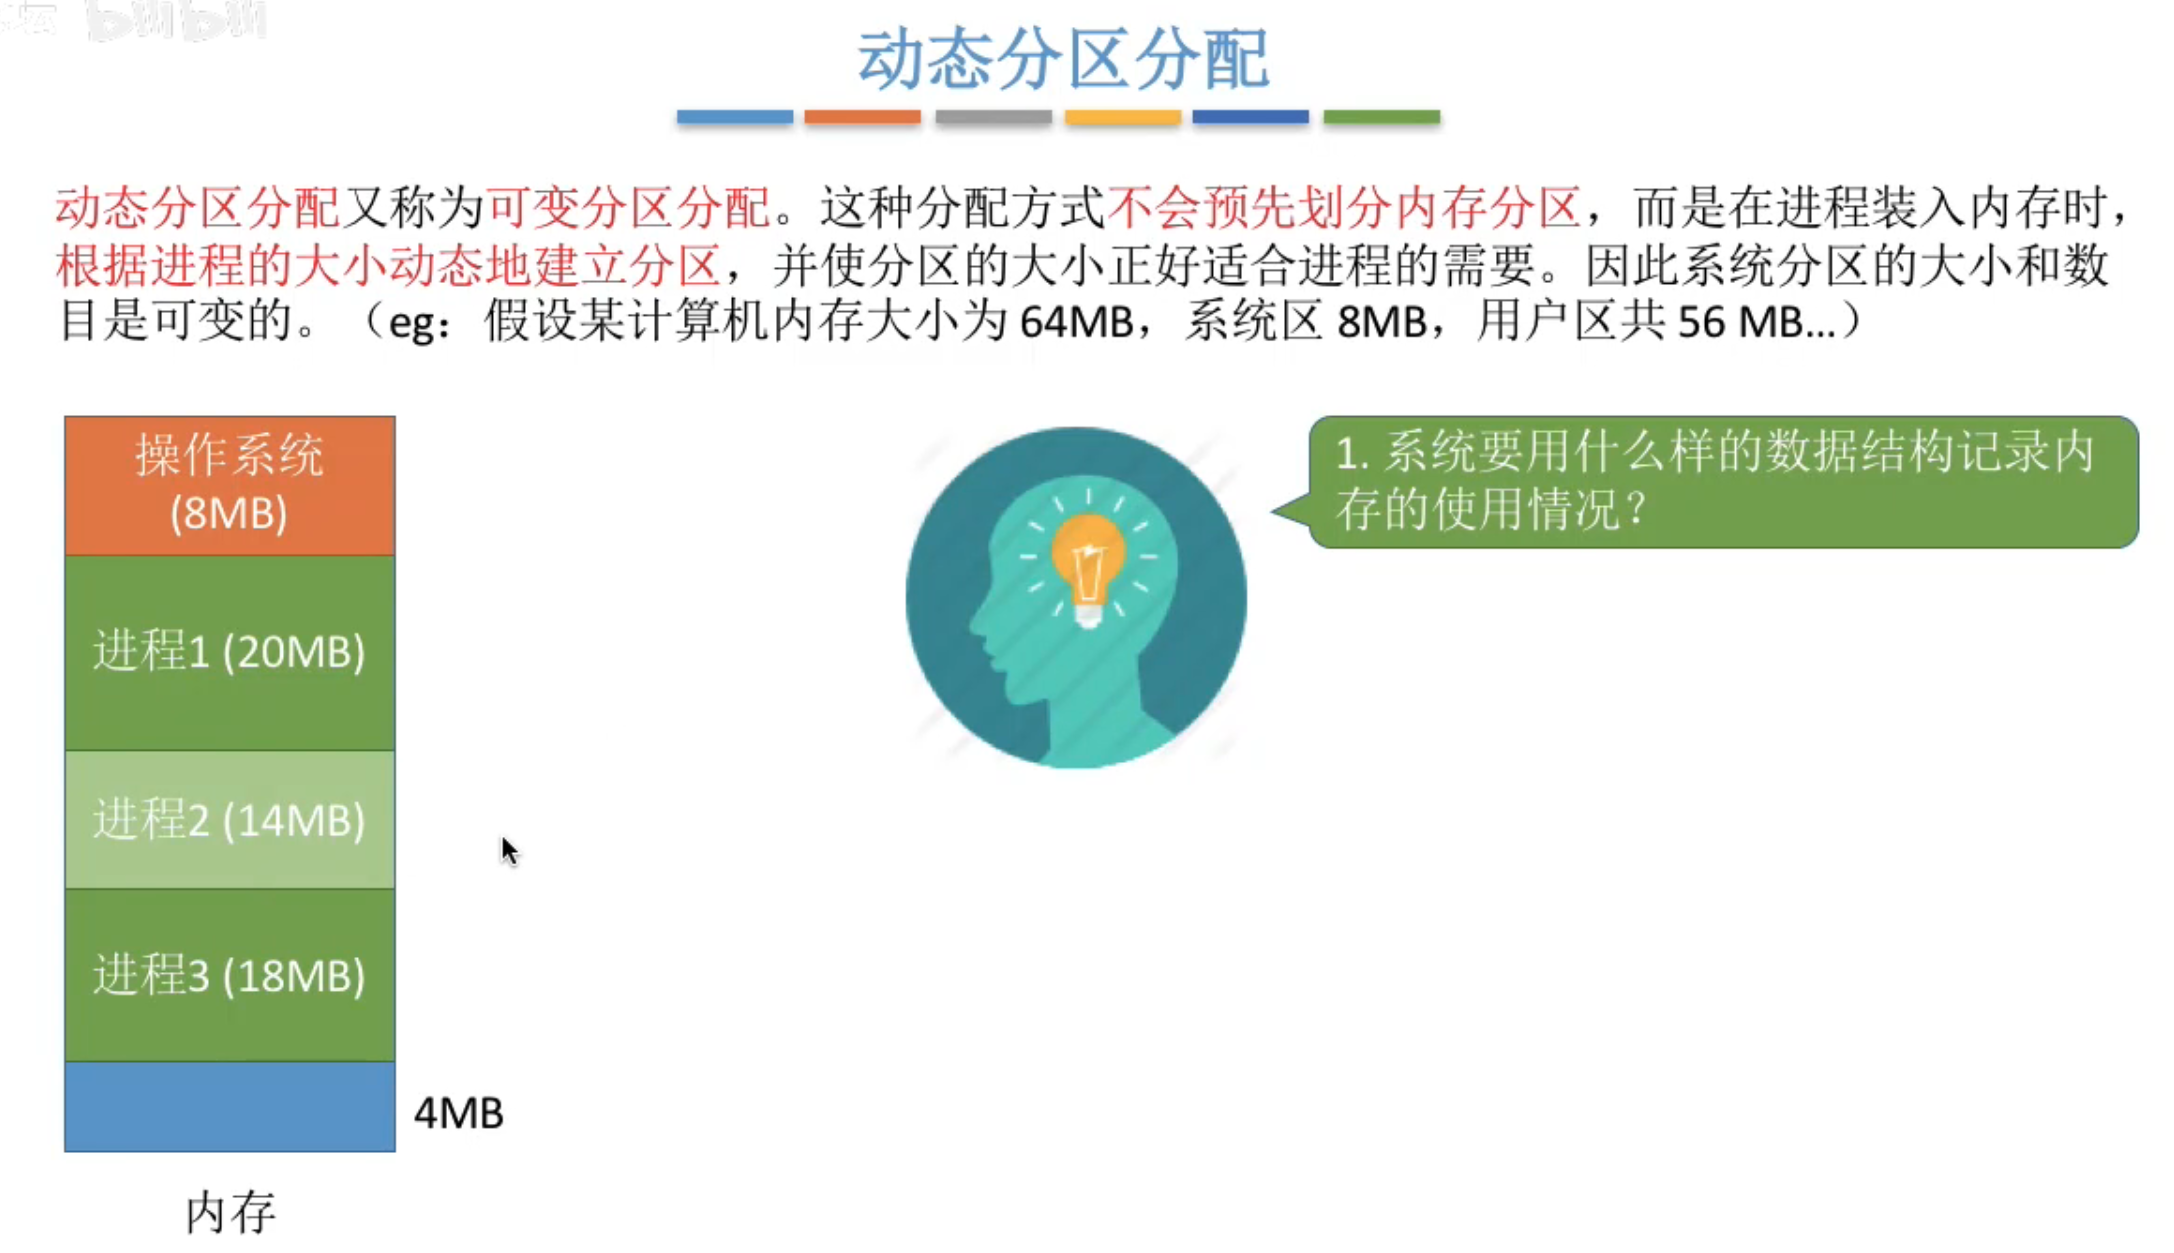 bilibili
动态分区分配
动态分区分配又称为可变分区分配。这种分配方式不会预先划分内存分区，而是在进程装入内存时，
根据进程的大小动态地建立分区，并使分区的大小正好适合进程的需要。因此系统分区的大小和数
目是可变的。（eg：假设某计算机内存大小为 64MB，系统区 8MB，用户区共 56 MB...）
操作系统
(8MB)
进程1 (20MB)
进程2 (14MB)
进程3 (18MB)
4MB
内存
1. 系统要用什么样的数据结构记录内
存的使用情况？